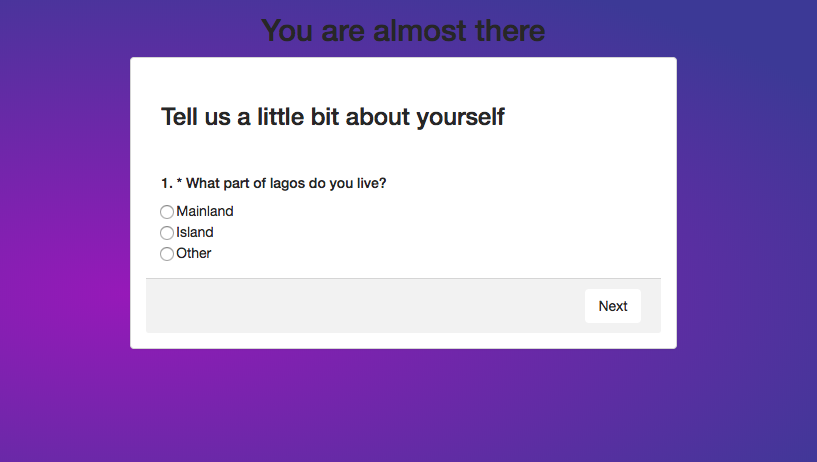 You are almost there
Tell us a little bit about yourself
1. * What part of lagos do you live?
Mainland
Island
Other
Next